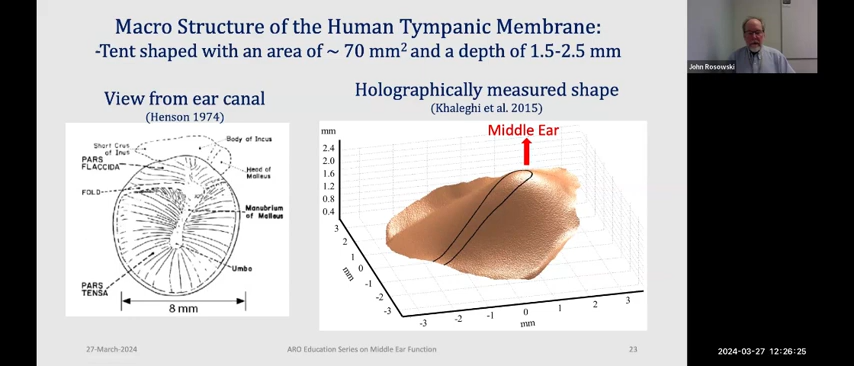 Macro Structure of the Human Tympanic Membrane:
-Tent shaped with an area of ~ 70 mm² and a depth of 1.5-2.5 mm
View from ear canal
(Henson 1974)
Short Crus
of Incus
Body of Incus
PARS
FLACCIDA
Head of
Malleus
FOLD
Manubrium
of Malleus
Umbo
PARS
TENSA
8 mm
Holographically measured shape
(Khaleghi et al. 2015)
Middle Ear
mm
2.4
2.0
1.6
1.2
0.8
0.4
3
2
1
0
-1
-2
-3
mm
-3
-2
-1
0
1
2
3
mm
27-March-2024
ARO Education Series on Middle Ear Function
23
John Rosowski
2024-03-27 12:26:25